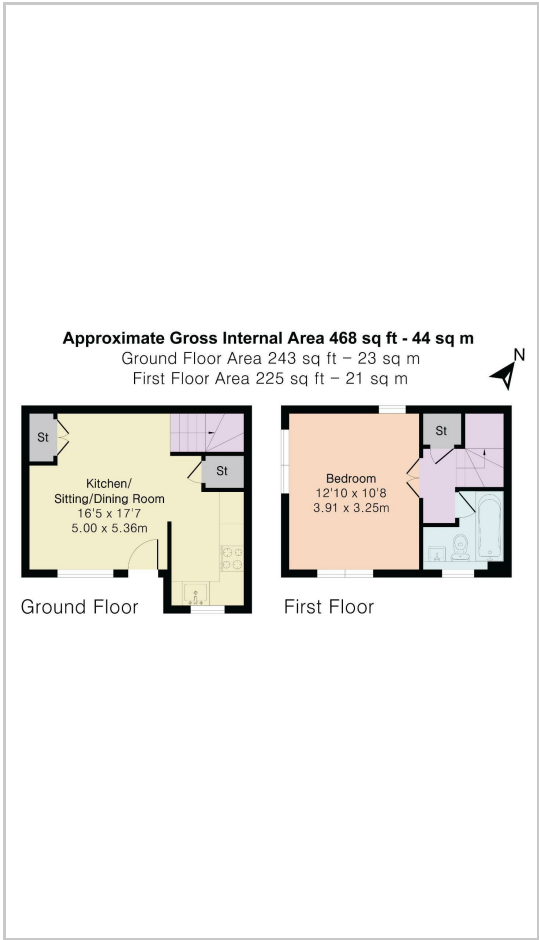 Approximate Gross Internal Area 468 sq ft - 44 sq m
Ground Floor Area 243 sq ft – 23 sq m
First Floor Area 225 sq ft – 21 sq m
N
St
Kitchen/
Sitting/Dining Room
16'5 x 17'7
5.00 x 5.36m
St
Ground Floor
St
Bedroom
12'10 x 10'8
3.91 x 3.25m
First Floor